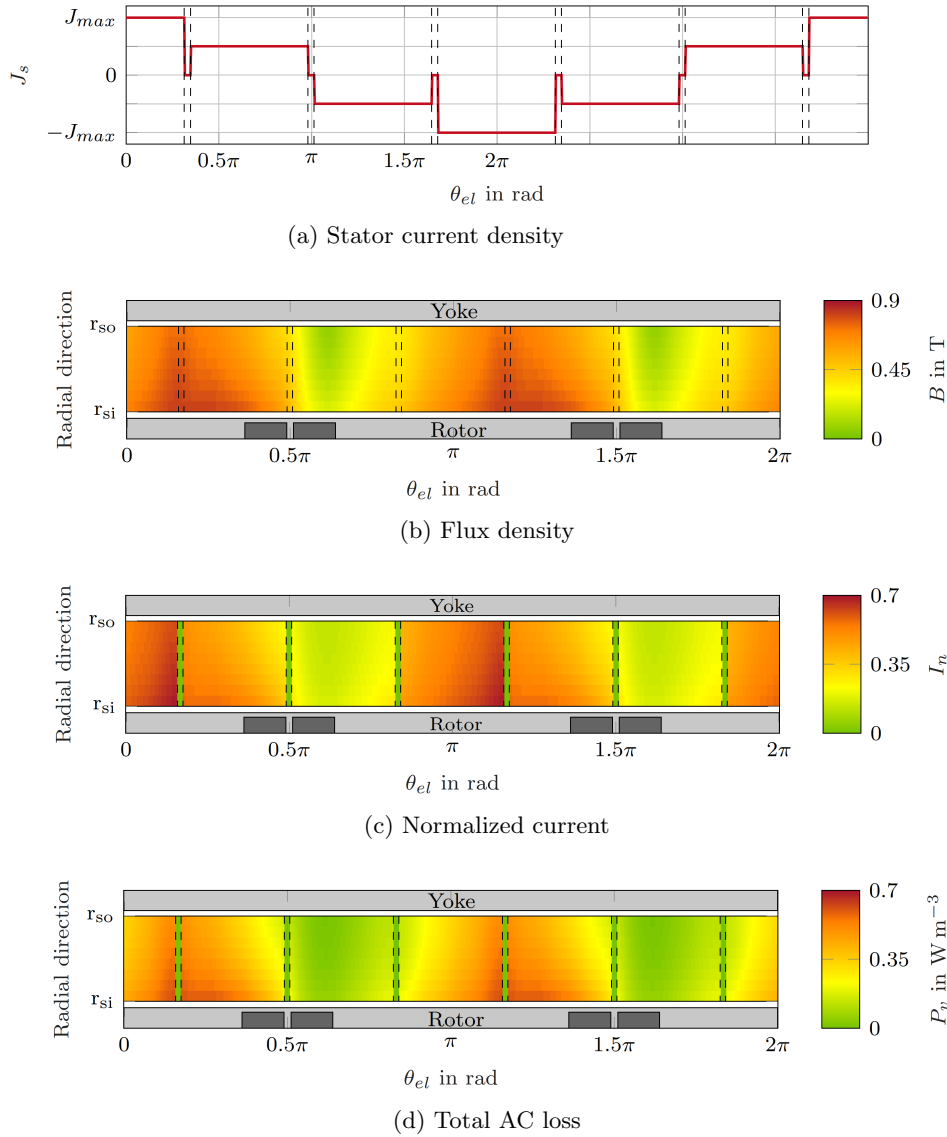 J_max
0
−J_max
J_s
0 0.5π π 1.5π 2π
θ_el in rad
(a) Stator current density
Radial direction
r_so
r_si
Yoke
Rotor
0 0.5π π 1.5π 2π
θ_el in rad
0.9
0.45
0
B in T
(b) Flux density
Radial direction
r_so
r_si
Yoke
Rotor
0 0.5π π 1.5π 2π
θ_el in rad
0.7
0.35
0
I_n
(c) Normalized current
Radial direction
r_so
r_si
Yoke
Rotor
0 0.5π π 1.5π 2π
θ_el in rad
0.7
0.35
0
P_v in W m⁻³
(d) Total AC loss